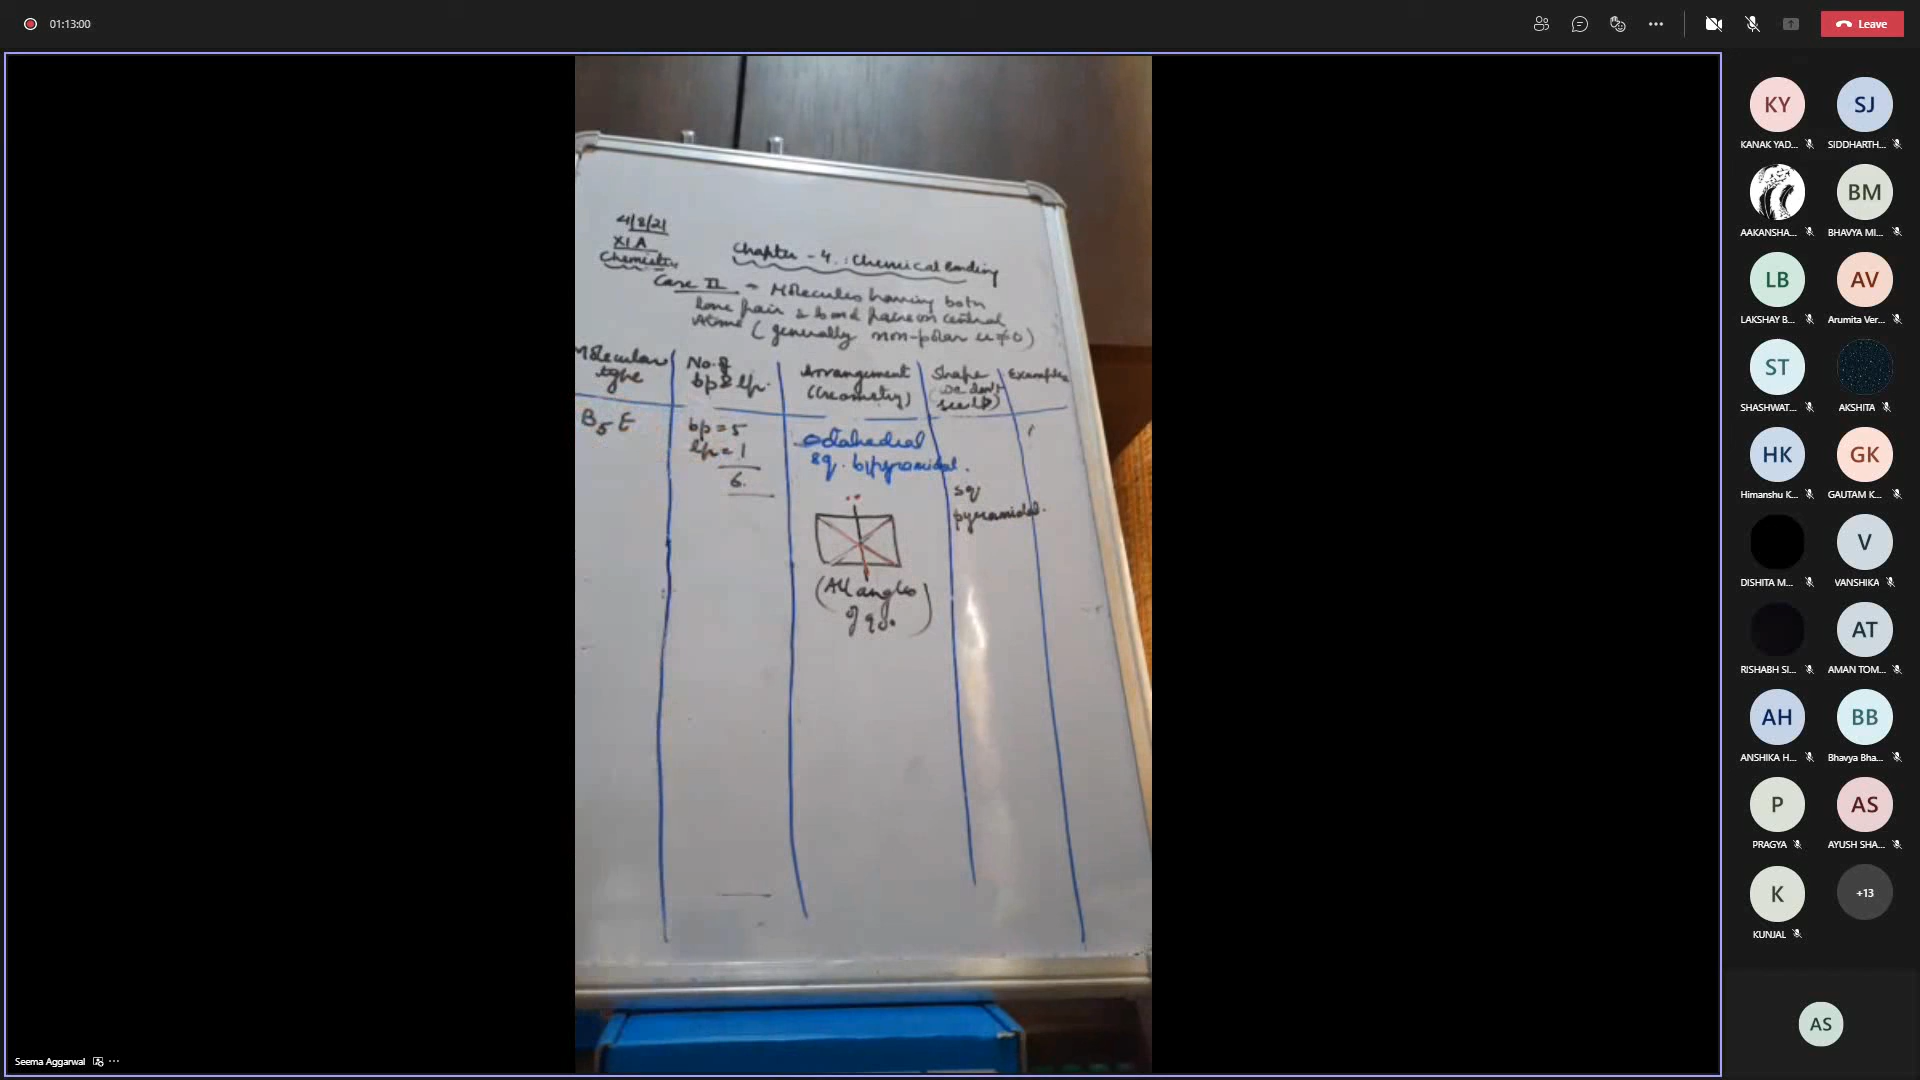 01:13:00
Leave
4/8/21
XI A
Chemistry
Chapter - 4 : Chemical Bonding
Case II - Molecules having both
lone pair & bond pairs on central
Atoms (generally non-polar u ≠ 0)
Molecular
type
No. of
bp & lp.
Arrangement
(Geometry)
Shape
(we don't
see lp)
Examples
B5E
bp = 5
lp = 1
6.
Octahedral
sq. bipyramidal.
(All angles
of 90.)
sq
pyramidal.
KY
KANAK YAD...
SJ
SIDDHARTH...
AAKANSHA...
BM
BHAVYA MI...
LB
LAKSHAY B...
AV
Arumita Ver...
ST
SHASHWAT...
AKSHITA
HK
Himanshu K...
GK
GAUTAM K...
DISHITA M...
V
VANSHIKA
RISHABH SI...
AT
AMAN TOM...
AH
ANSHIKA H...
BB
Bhavya Bha...
P
PRAGYA
AS
AYUSH SHA...
K
KUNJAL
+13
AS
Seema Aggarwal